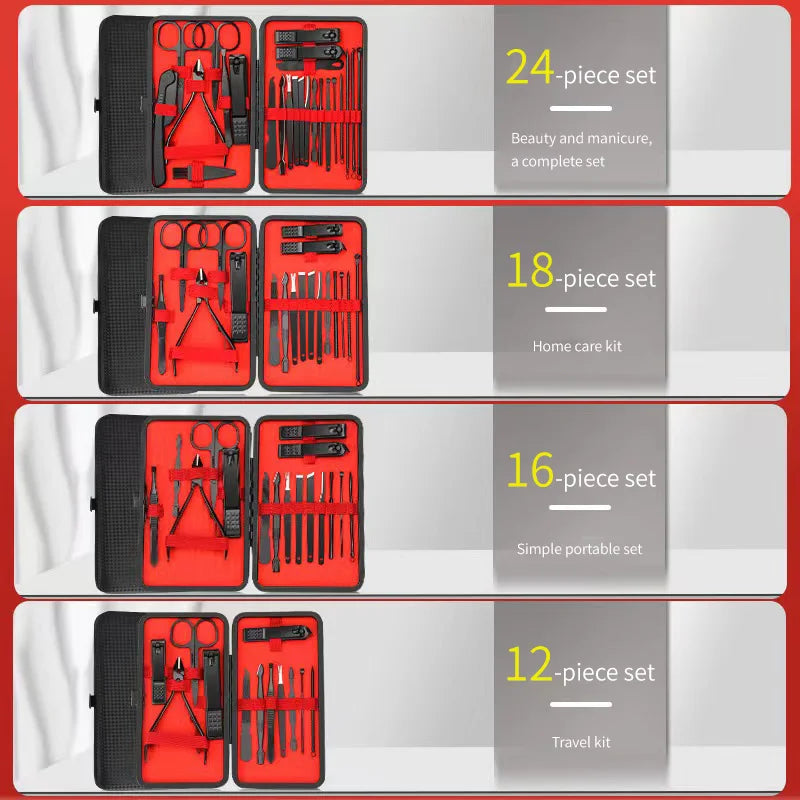 24-piece set
Beauty and manicure,
a complete set
18-piece set
Home care kit
16-piece set
Simple portable set
12-piece set
Travel kit